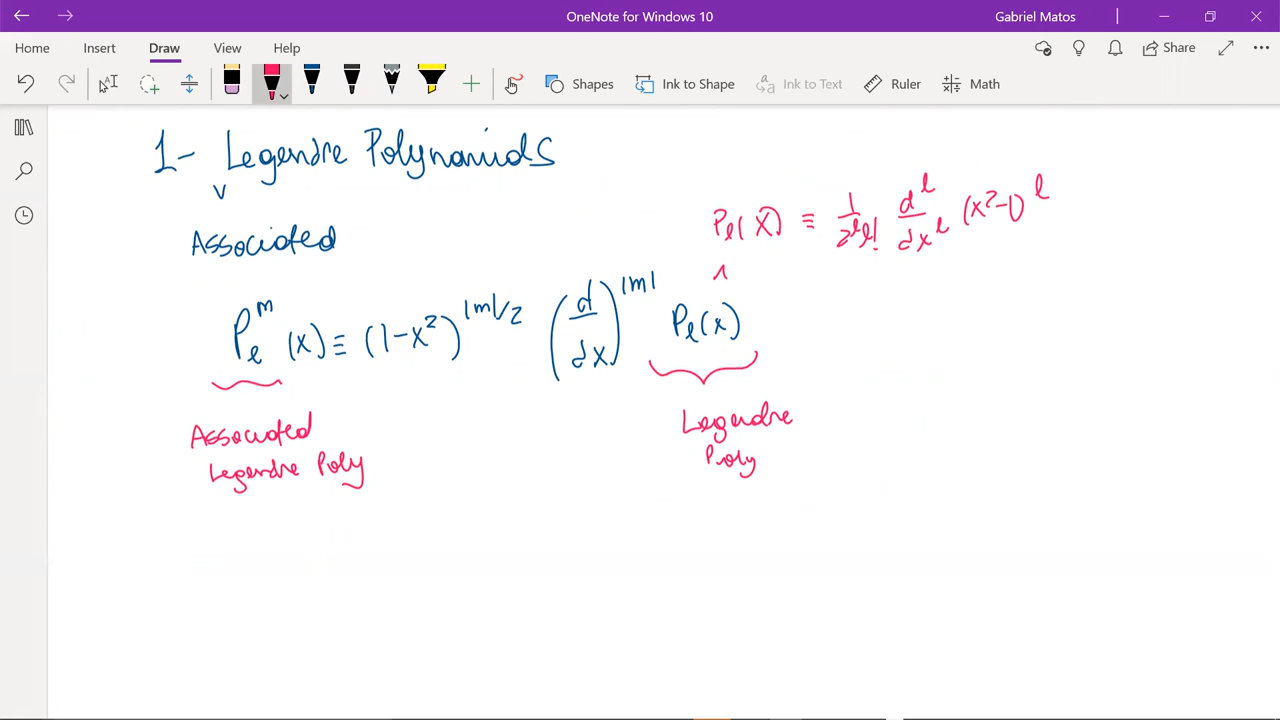 OneNote for Windows 10
Gabriel Matos
Home Insert Draw View Help
Share
Shapes
Ink to Shape
Ink to Text
Ruler
Math
1- Legendre Polynomials
Associated
Pℓ(x) ≡ 1/(2^ℓ ℓ!) d^ℓ/dx^ℓ (x²-1)^ℓ
Pℓ^m (x) ≡ (1-x²)^|m|/2 (d/dx)^|m| Pℓ(x)
Associated
Legendre Poly
Legendre
Poly